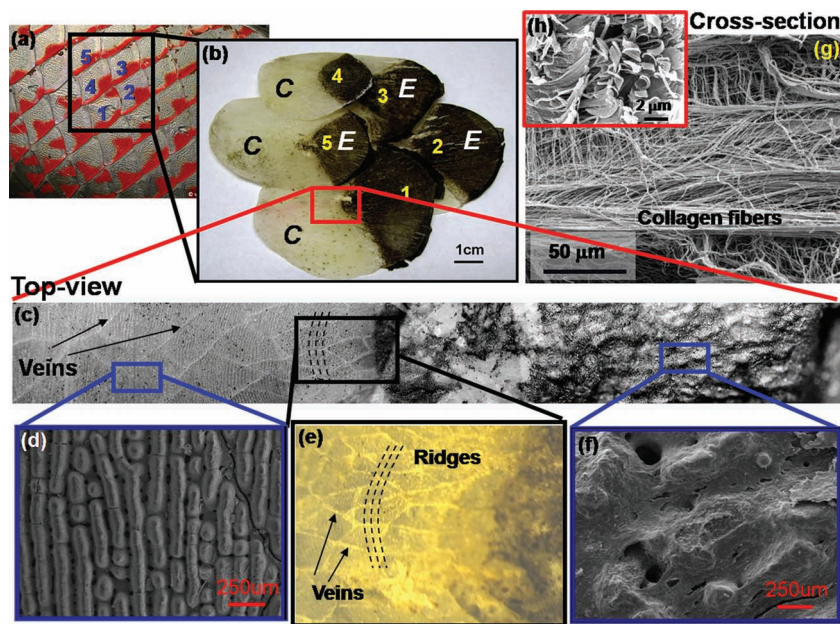 (a)
5
3
4
2
1
(b)
C
4
3
E
C
5
E
2
1
C
1cm
(h)
2 μm
Cross-section
(g)
Collagen fibers
50 μm
Top-view
(c)
Veins
(d)
250um
(e)
Ridges
Veins
(f)
250um